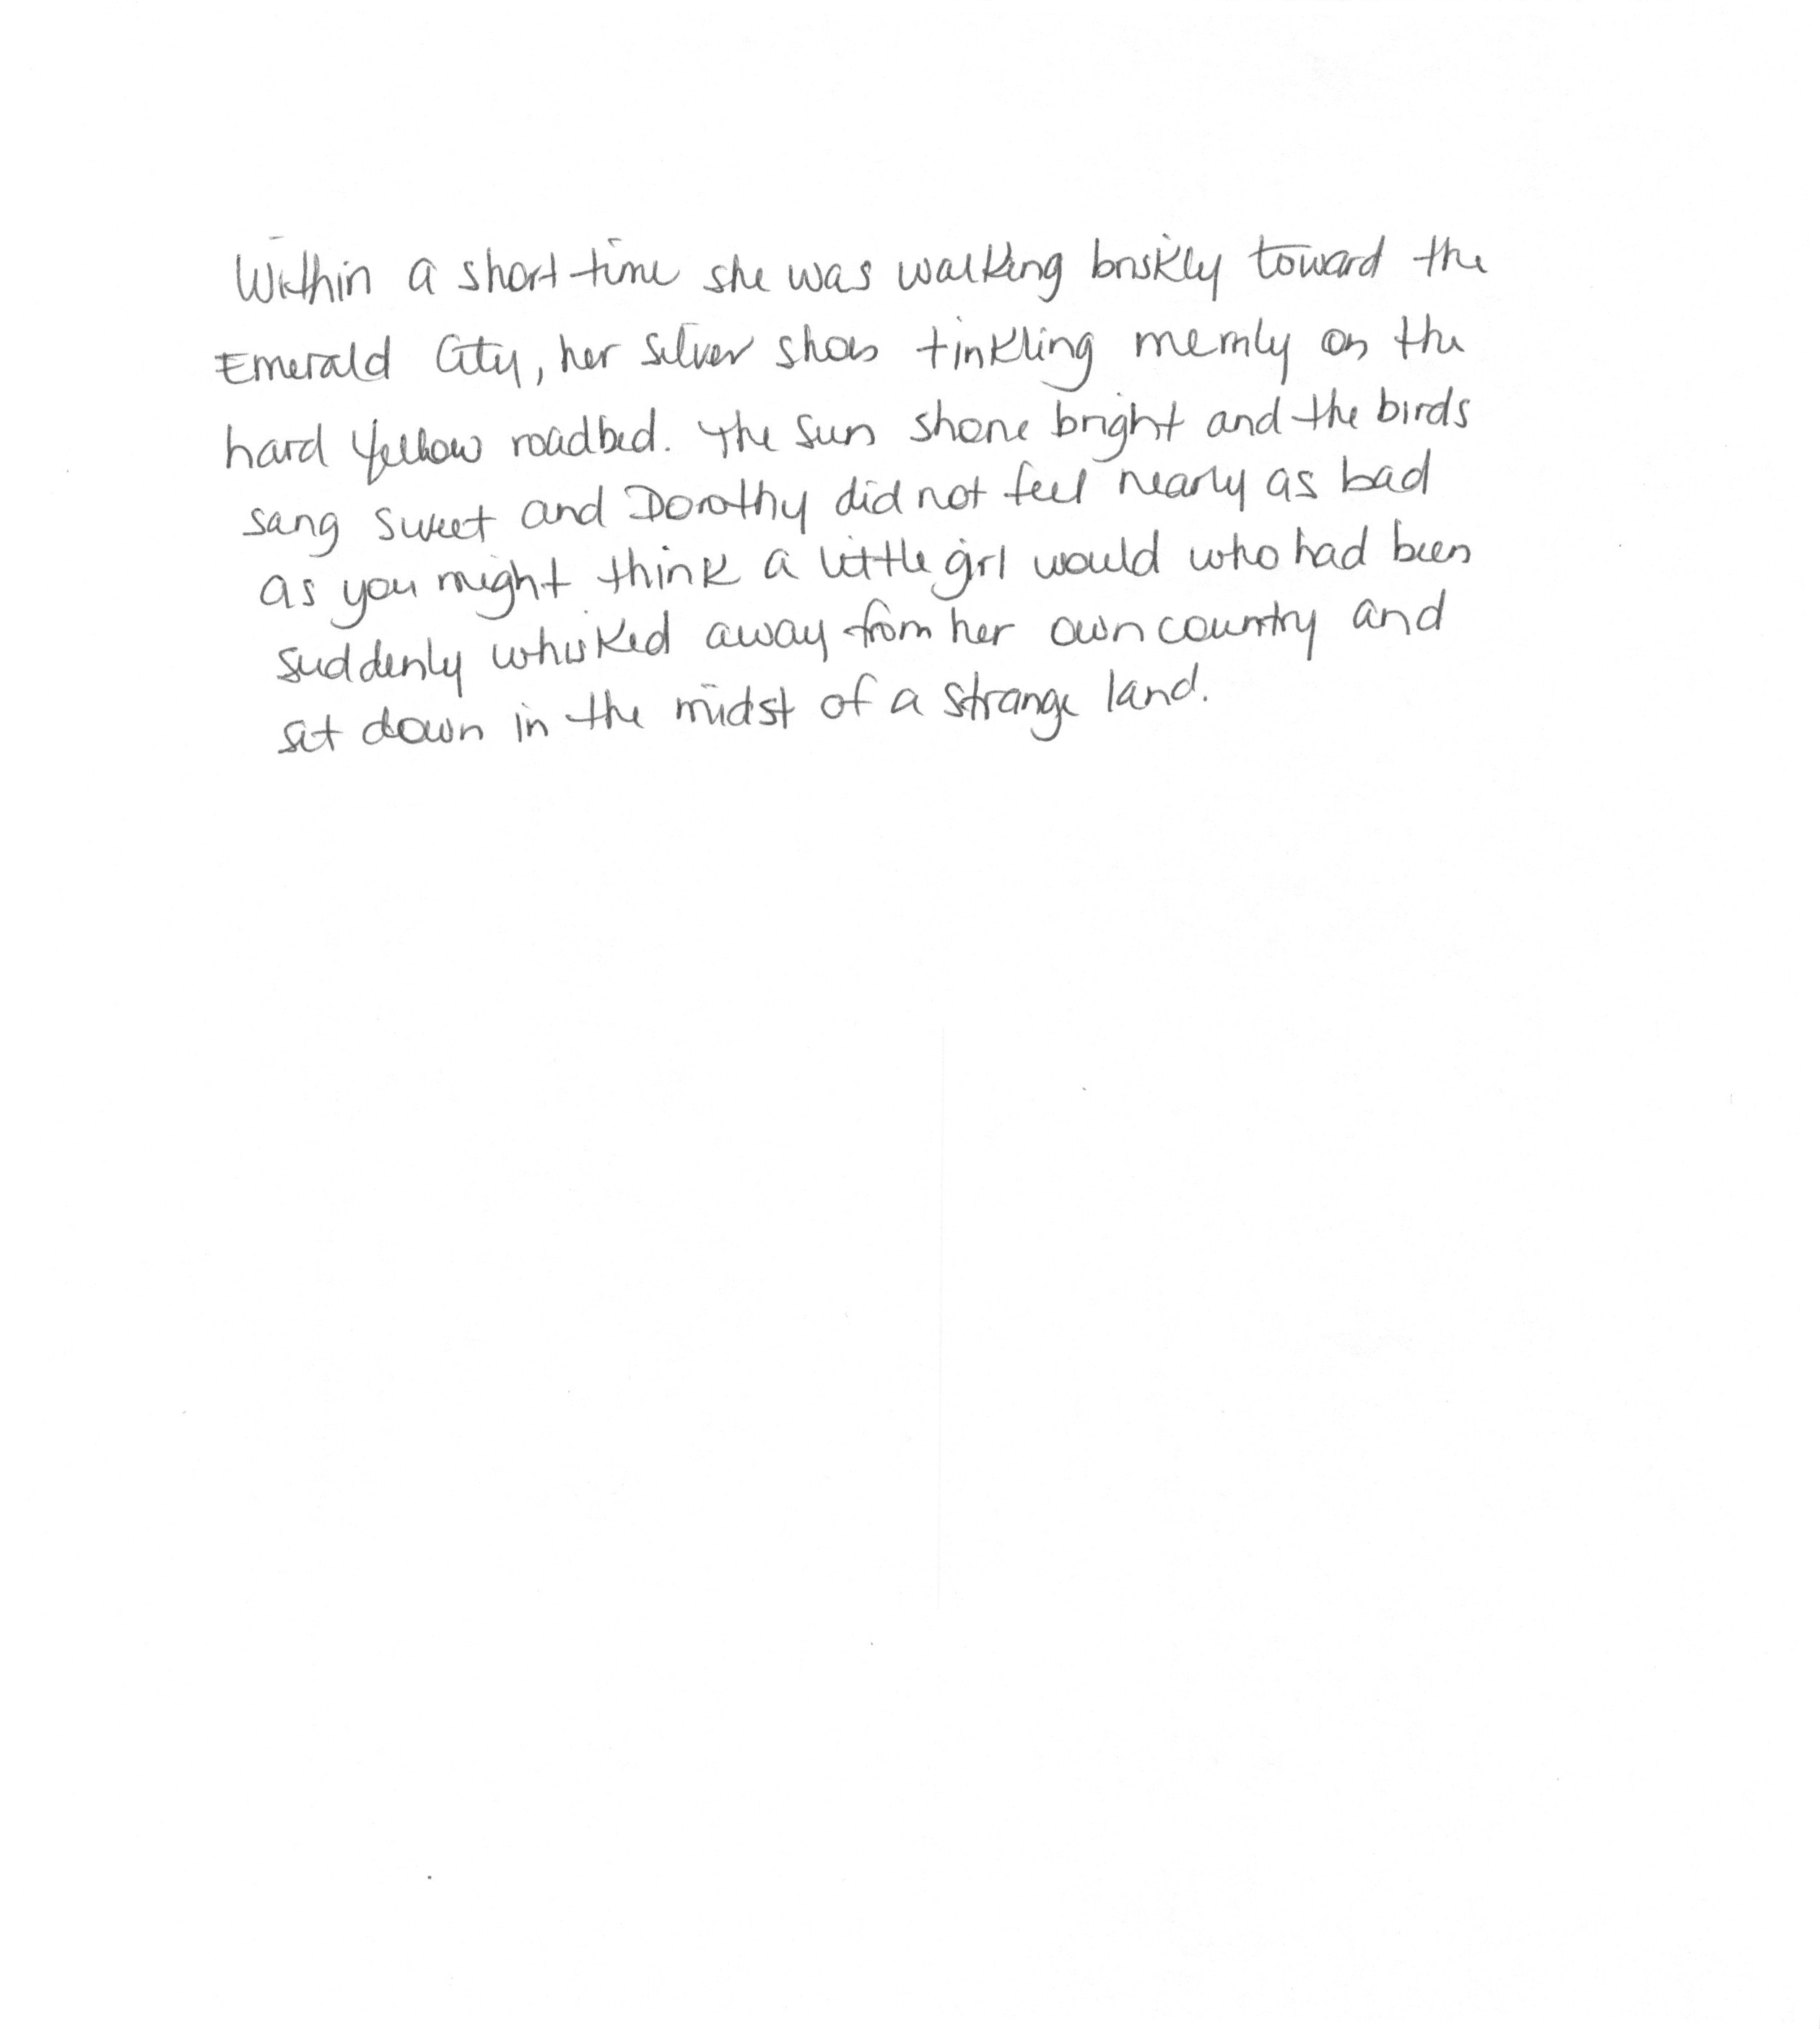 Within a short time she was walking briskly toward the
Emerald City, her silver shoes tinkling merrily on the
hard yellow roadbed. The sun shone bright and the birds
sang sweet and Dorothy did not feel nearly as bad
as you might think a little girl would who had been
suddenly whisked away from her own country and
set down in the midst of a strange land.